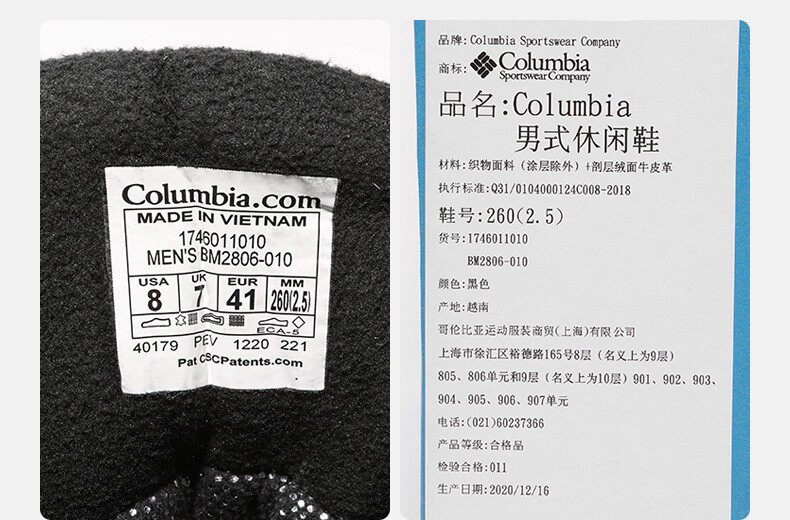 Columbia.com
MADE IN VIETNAM
1746011010
MEN'S BM2806-010
USA UK EUR MM
8 7 41 260(2.5)
ECA-5
40179 PEV 1220 221
Pat CSCPatents.com
品牌:Columbia Sportswear Company
商标: Columbia
Sportswear Company
品名:Columbia
男式休闲鞋
材料:织物面料（涂层除外）+剖层绒面牛皮革
执行标准:Q31/0104000124C008-2018
鞋号:260(2.5)
货号:1746011010
BM2806-010
颜色:黑色
产地:越南
哥伦比亚运动服装商贸(上海)有限公司
上海市徐汇区裕德路165号8层（名义上为9层）
805、806单元和9层（名义上为10层）901、902、903、
904、905、906、907单元
电话:(021)60237366
产品等级:合格品
检验合格:011
生产日期:2020/12/16